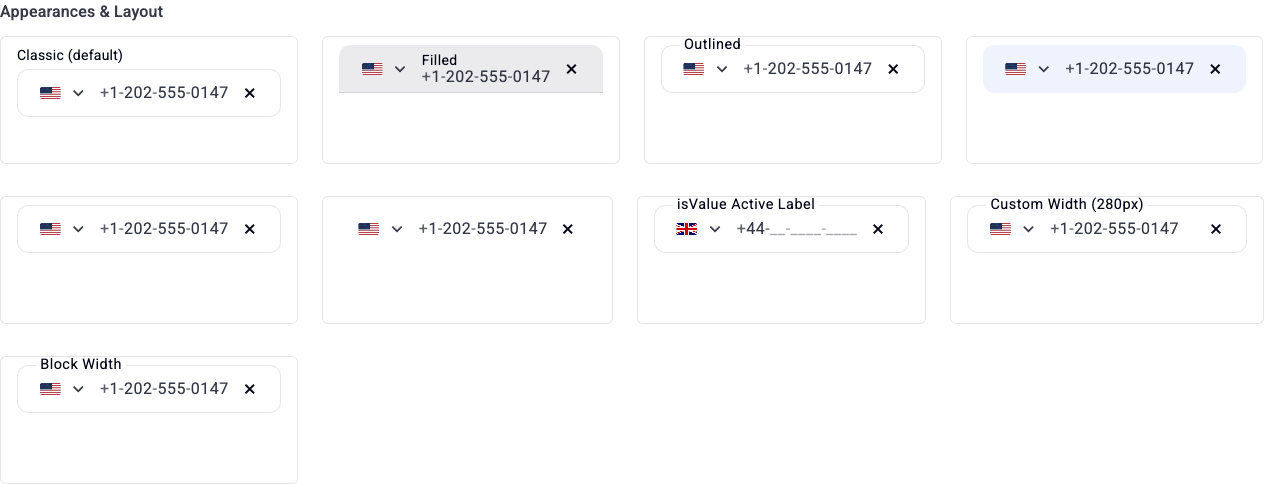 Appearances & Layout
Classic (default)
+1-202-555-0147
Filled
+1-202-555-0147
Outlined
+1-202-555-0147
+1-202-555-0147
+1-202-555-0147
+1-202-555-0147
isValue Active Label
+44-__-____-____
Custom Width (280px)
+1-202-555-0147
Block Width
+1-202-555-0147